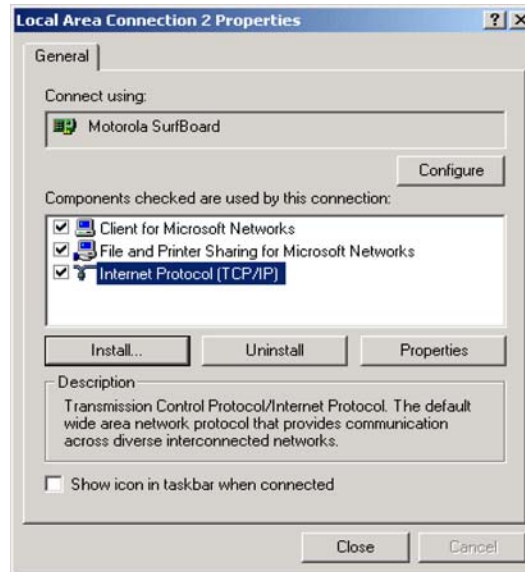 Local Area Connection 2 Properties
General
Connect using:
Motorola SurfBoard
Configure
Components checked are used by this connection:
Client for Microsoft Networks
File and Printer Sharing for Microsoft Networks
Internet Protocol (TCP/IP)
Install... Uninstall Properties
Description
Transmission Control Protocol/Internet Protocol. The default
wide area network protocol that provides communication
across diverse interconnected networks.
Show icon in taskbar when connected
Close Cancel